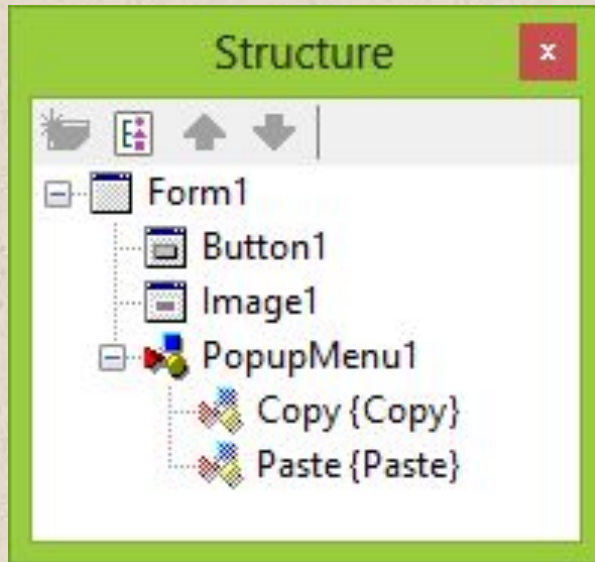 Structure
x
Form1
Button1
Image1
PopupMenu1
Copy {Copy}
Paste {Paste}